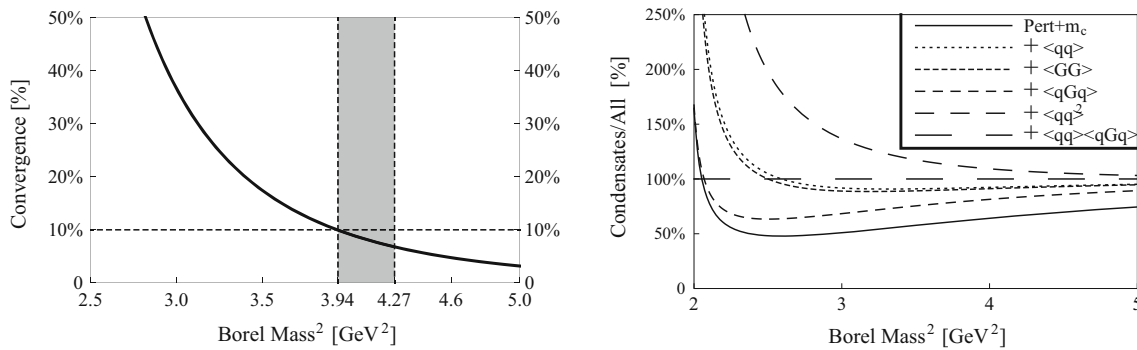 50%
40%
30%
20%
10%
0
Convergence [%]
50%
40%
30%
20%
10%
0
2.5 3.0 3.5 3.94 4.27 4.6 5.0
Borel Mass² [GeV²]
250%
200%
150%
100%
50%
0%
Condensates/All [%]
Pert+m_c
+ <qq>
+ <GG>
+ <qGq>
+ <qq>²
+ <qq><qGq>
2 3 4 5
Borel Mass² [GeV²]